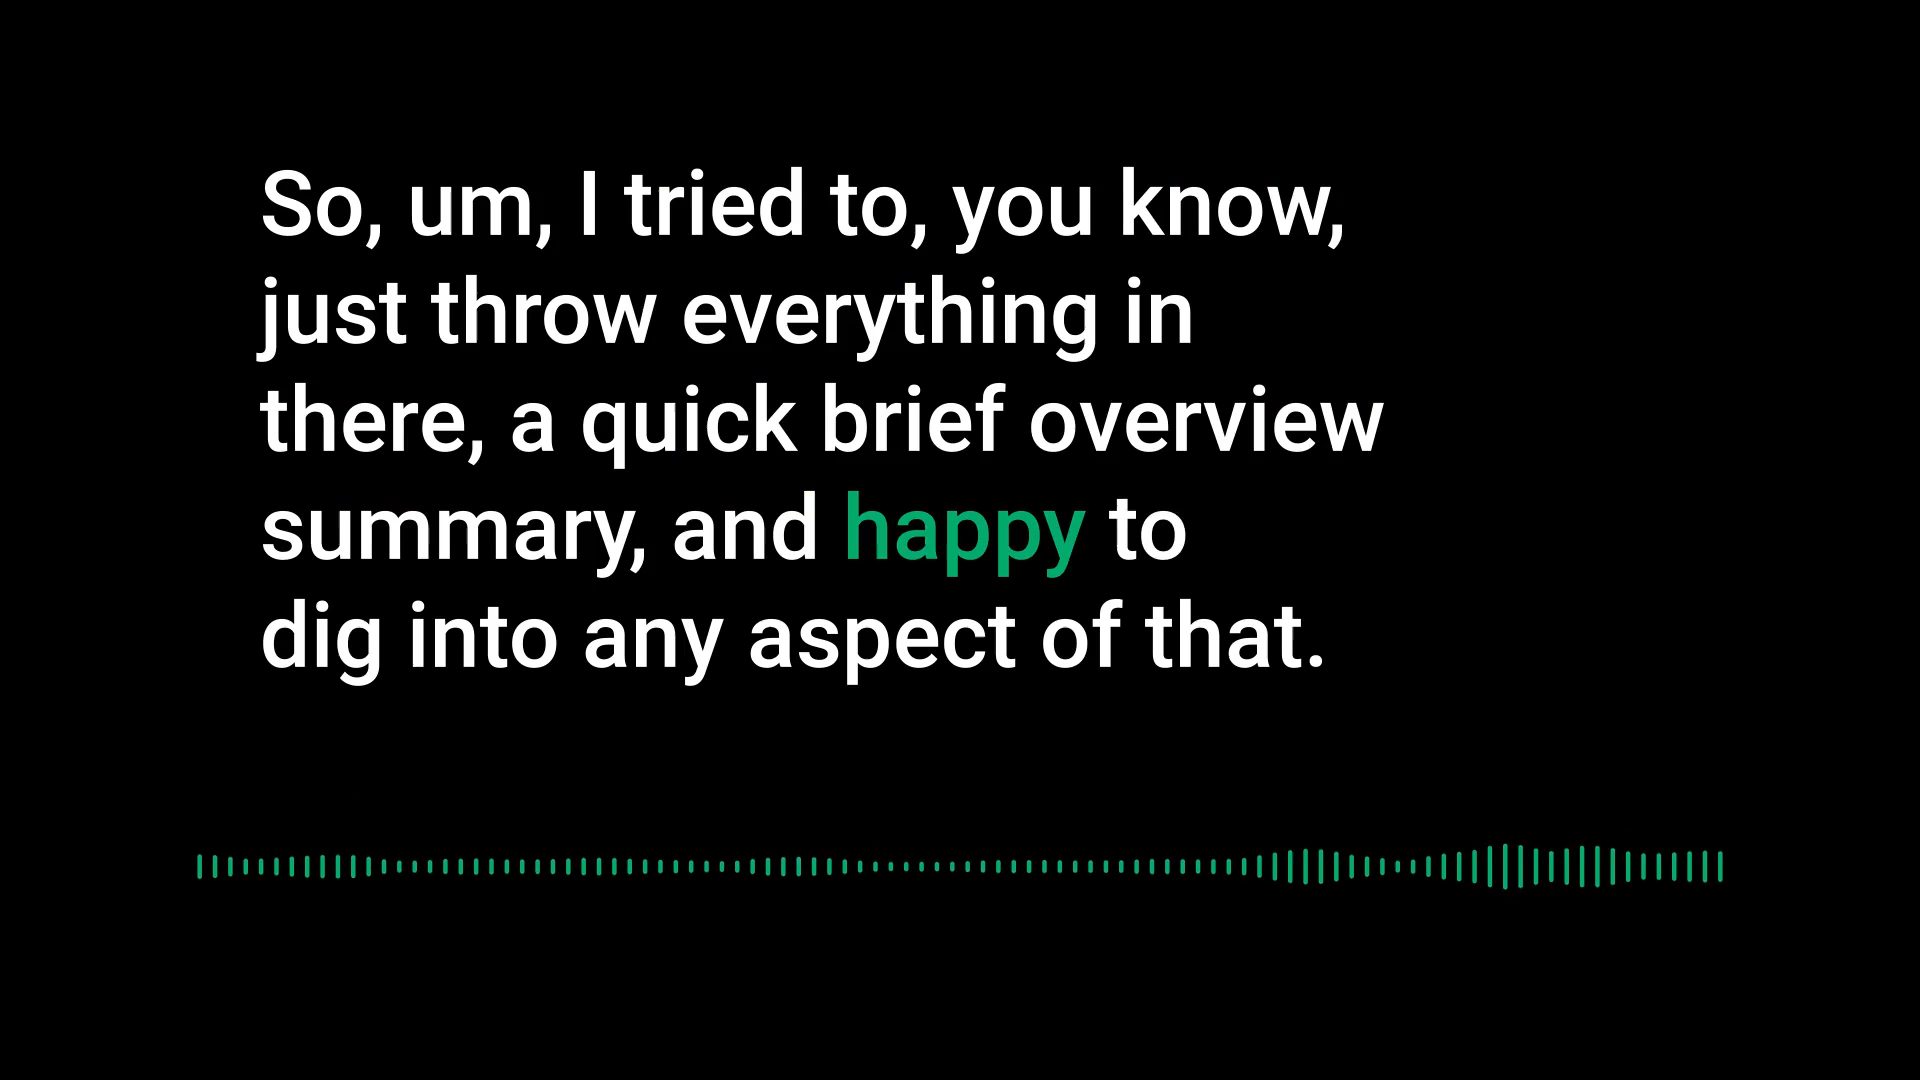 So, um, I tried to, you know,
just throw everything in
there, a quick brief overview
summary, and happy to
dig into any aspect of that.